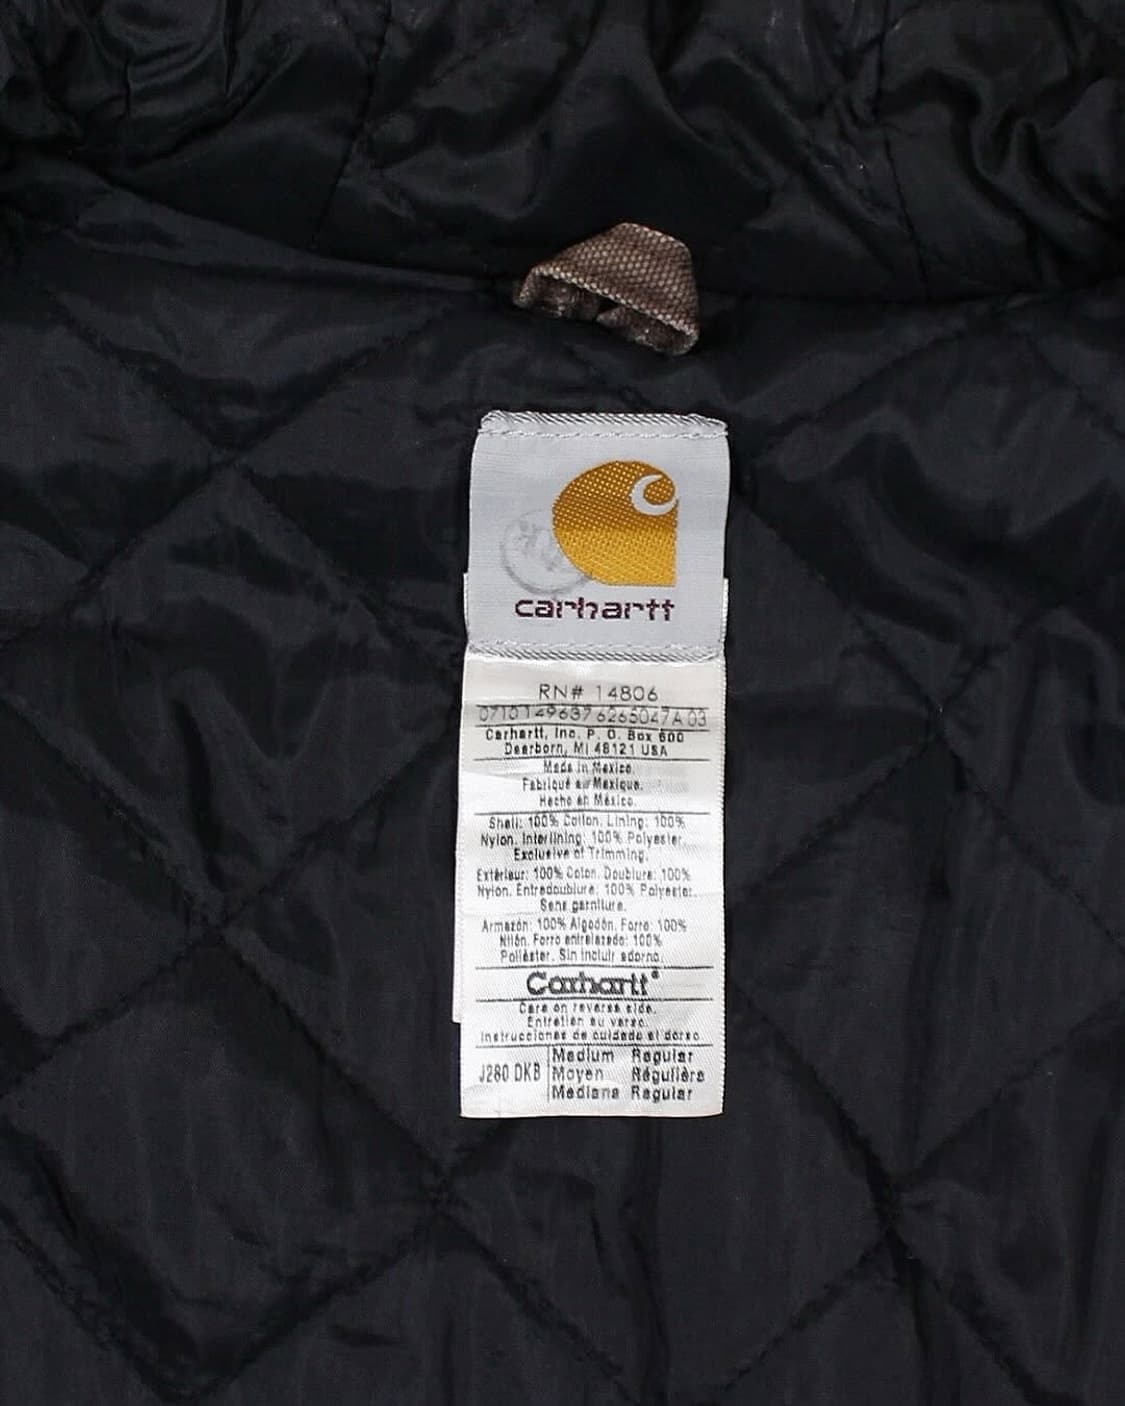 carhartt
RN# 14806
0710149637 6265047A 03
Carhartt, Inc. P. O. Box 600
Dearborn, MI 48121 USA
Made in Mexico.
Fabriqué au Mexique.
Hecho en México.
Shell: 100% Cotton. Lining: 100%
Nylon. Interlining: 100% Polyester.
Exclusive of Trimming.
Extérieur: 100% Coton. Doublure: 100%
Nylon. Entredoublure: 100% Polyester.
Sans garniture.
Armazón: 100% Algodón. Forro: 100%
Nilón. Forro entrelazado: 100%
Poliéster. Sin incluir adorno.
Carhartt®
Care on reverse side.
Entretien au verso.
Instrucciones de cuidado al dorso
J280 DKB
Medium Regular
Moyen Régulière
Mediana Regular